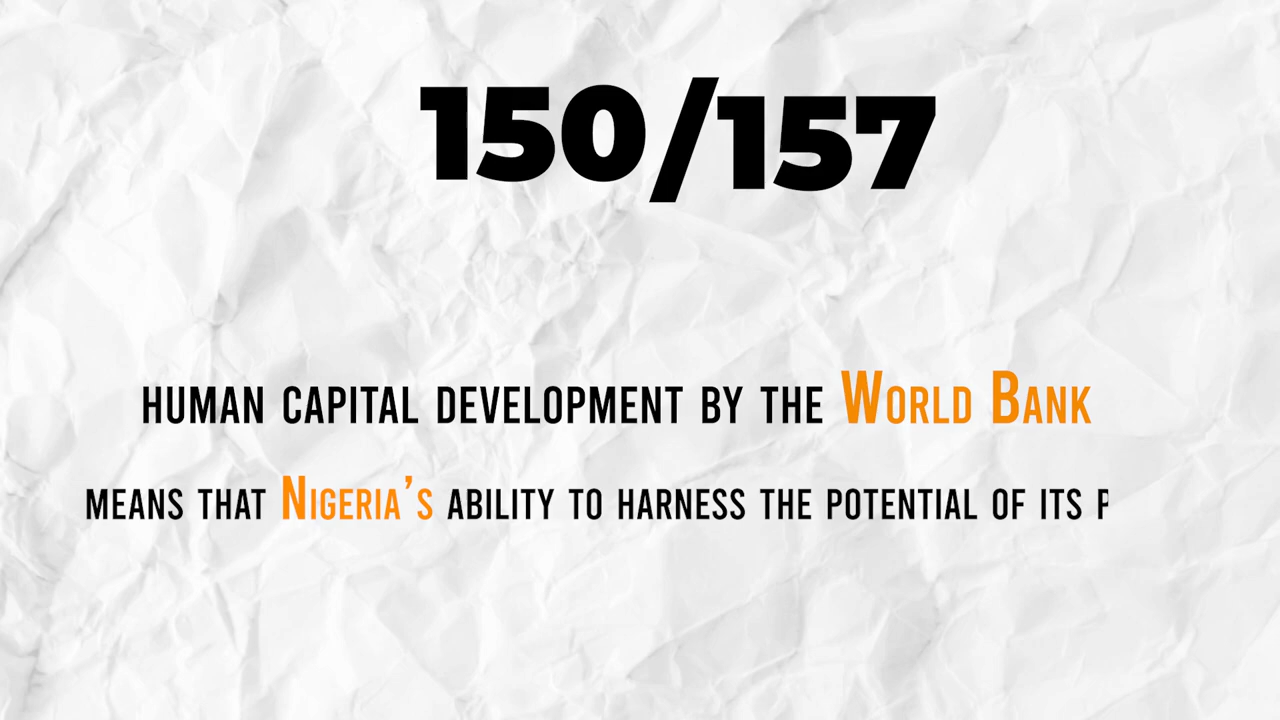 150/157
HUMAN CAPITAL DEVELOPMENT BY THE WORLD BANK
MEANS THAT NIGERIA'S ABILITY TO HARNESS THE POTENTIAL OF ITS